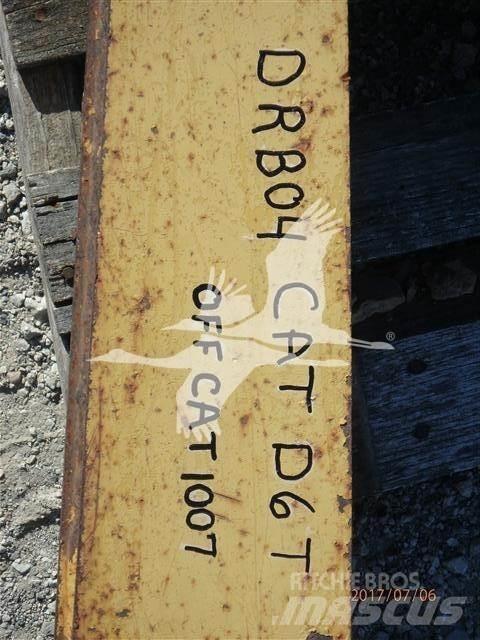 DRB04 CAT D6T
OFF CAT 1007
®
RITCHIE BROS.
2017/07/06
MASCUS